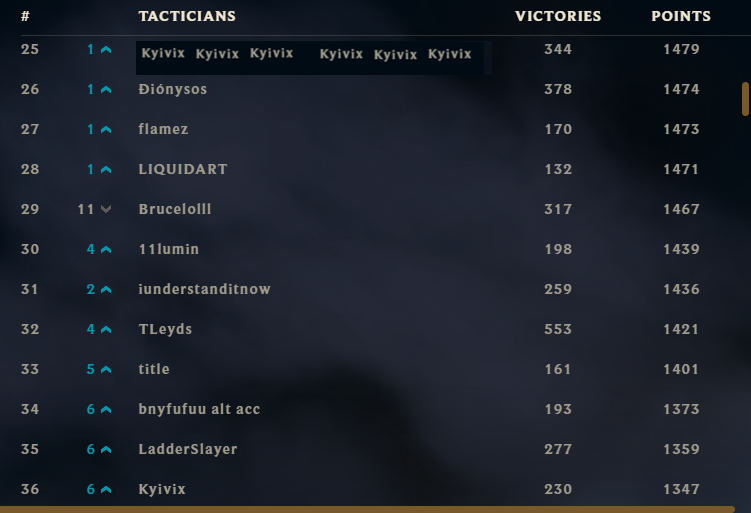 # TACTICIANS VICTORIES POINTS
25 1 Kyivix Kyivix Kyivix Kyivix Kyivix Kyivix 344 1479
26 1 Ðiónysos 378 1474
27 1 flamez 170 1473
28 1 LIQUIDART 132 1471
29 11 Brucelolll 317 1467
30 4 11lumin 198 1439
31 2 iunderstanditnow 259 1436
32 4 TLeyds 553 1421
33 5 title 161 1401
34 6 bnyfufuu alt acc 193 1373
35 6 LadderSlayer 277 1359
36 6 Kyivix 230 1347